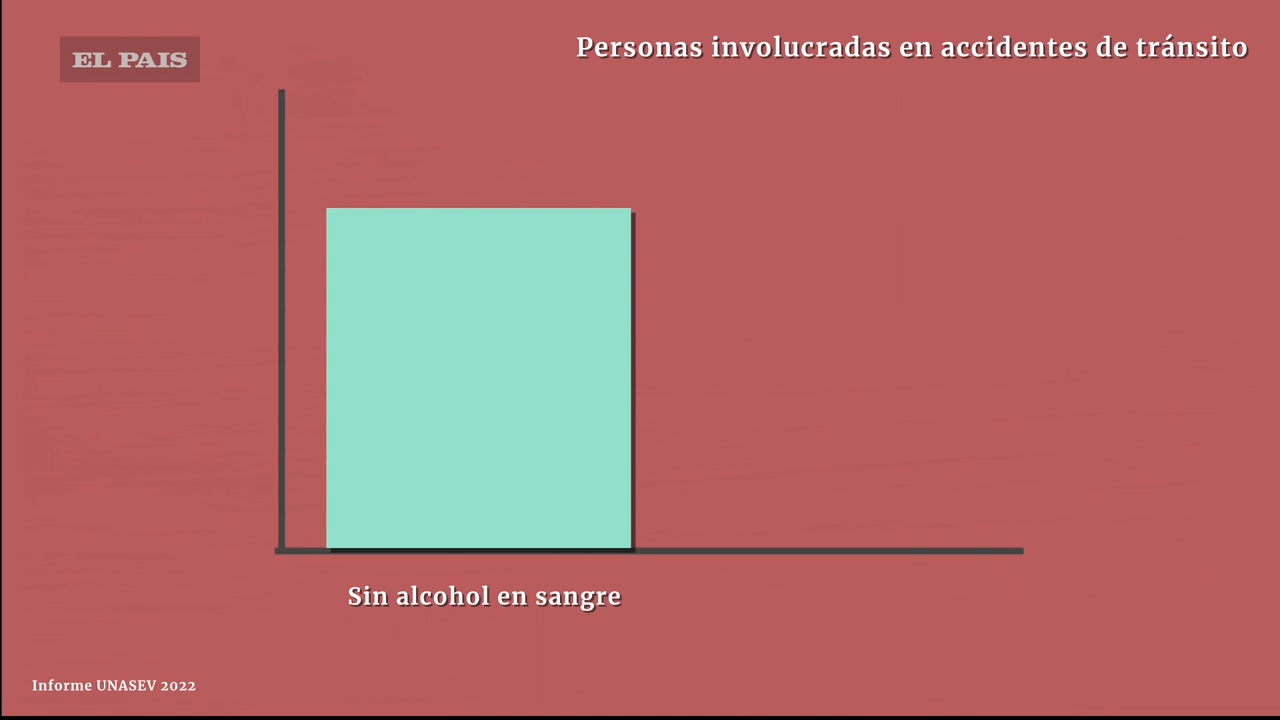 EL PAIS
Personas involucradas en accidentes de tránsito
Sin alcohol en sangre
Informe UNASEV 2022